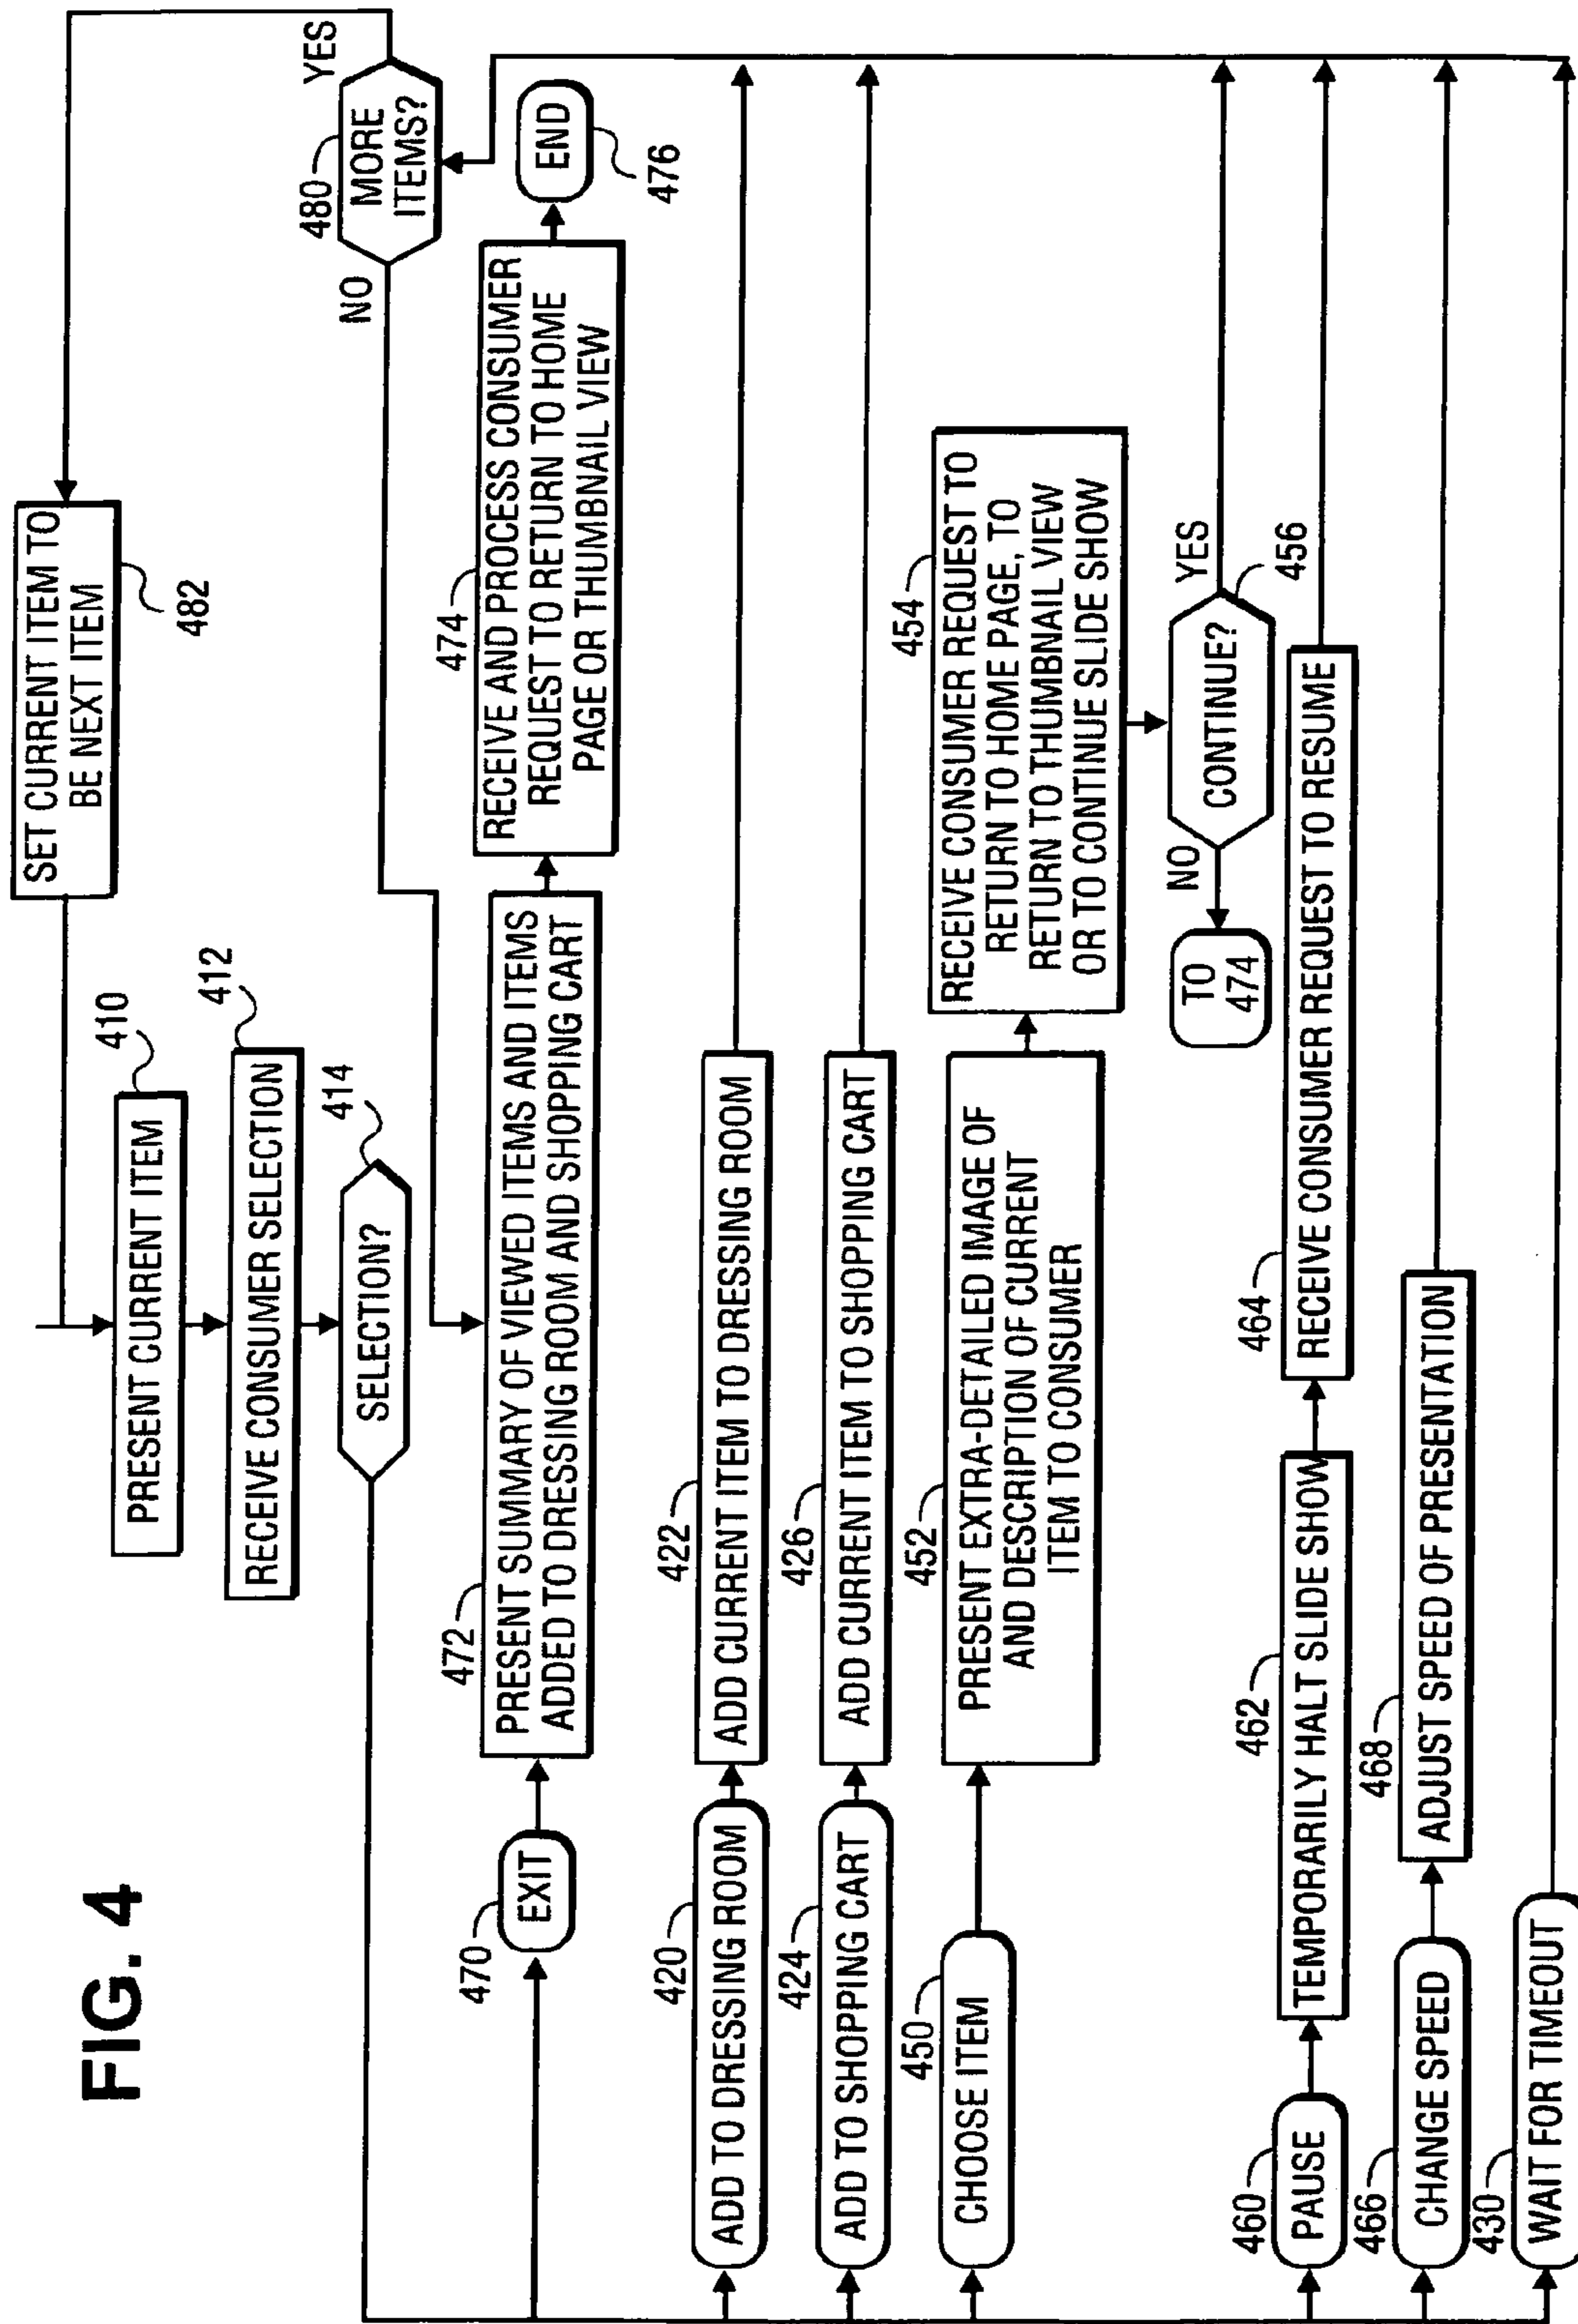 FIG. 4
SET CURRENT ITEM TO
BE NEXT ITEM
482
410
PRESENT CURRENT ITEM
412
RECEIVE CONSUMER SELECTION
414
SELECTION?
480
MORE
ITEMS?
YES
NO
470
EXIT
472
PRESENT SUMMARY OF VIEWED ITEMS AND ITEMS
ADDED TO DRESSING ROOM AND SHOPPING CART
474
RECEIVE AND PROCESS CONSUMER
REQUEST TO RETURN TO HOME
PAGE OR THUMBNAIL VIEW
END
476
420
ADD TO DRESSING ROOM
422
ADD CURRENT ITEM TO DRESSING ROOM
424
ADD TO SHOPPING CART
426
ADD CURRENT ITEM TO SHOPPING CART
450
CHOOSE ITEM
452
PRESENT EXTRA-DETAILED IMAGE OF
AND DESCRIPTION OF CURRENT
ITEM TO CONSUMER
454
RECEIVE CONSUMER REQUEST TO
RETURN TO HOME PAGE, TO
RETURN TO THUMBNAIL VIEW
OR TO CONTINUE SLIDE SHOW
CONTINUE?
456
YES
NO
TO
474
460
PAUSE
462
TEMPORARILY HALT SLIDE SHOW
464
RECEIVE CONSUMER REQUEST TO RESUME
466
CHANGE SPEED
468
ADJUST SPEED OF PRESENTATION
430
WAIT FOR TIMEOUT